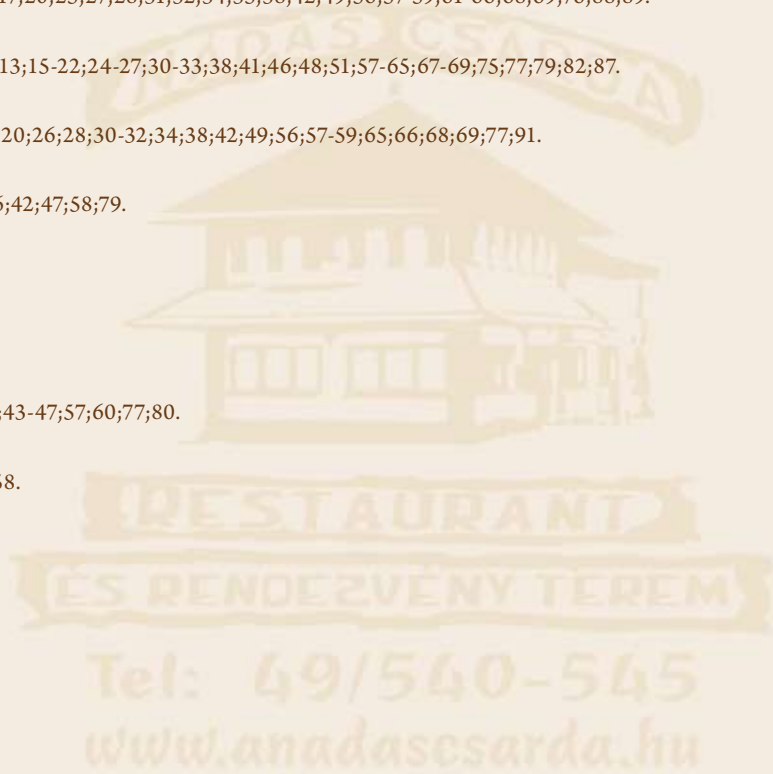 13;15-22;24-27;30-33;38;41;46;48;51;57-65;67-69;75;77;79;82;87.
20;26;28;30-32;34;38;42;49;56;57-59;65;66;68;69;77;91.
;42;47;58;79.
;43-47;57;60;77;80.
NÁDAS CSÁRDA
RESTAURANT
ÉS RENDEZVÉNY TEREM
Tel: 49/540-545
www.anadascsarda.hu